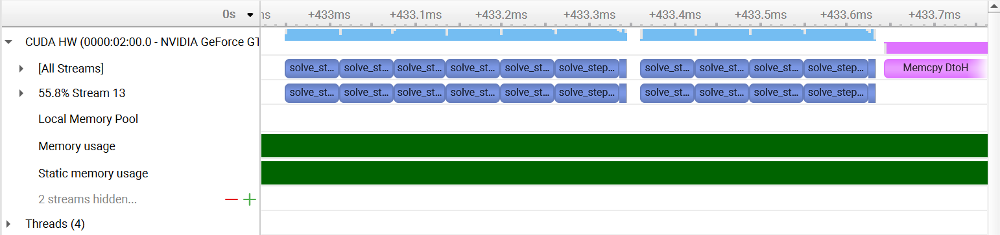 0s ms +433ms +433.1ms +433.2ms +433.3ms +433.4ms +433.5ms +433.6ms +433.7ms
CUDA HW (0000:02:00.0 - NVIDIA GeForce GT
[All Streams] solve_st... solve_st... solve_st... solve_st... solve_st... solve_step... solve_st... solve_st... solve_st... solve_step... Memcpy DtoH
55.8% Stream 13 solve_st... solve_st... solve_st... solve_st... solve_st... solve_step... solve_st... solve_st... solve_st... solve_step...
Local Memory Pool
Memory usage
Static memory usage
2 streams hidden...
Threads (4)